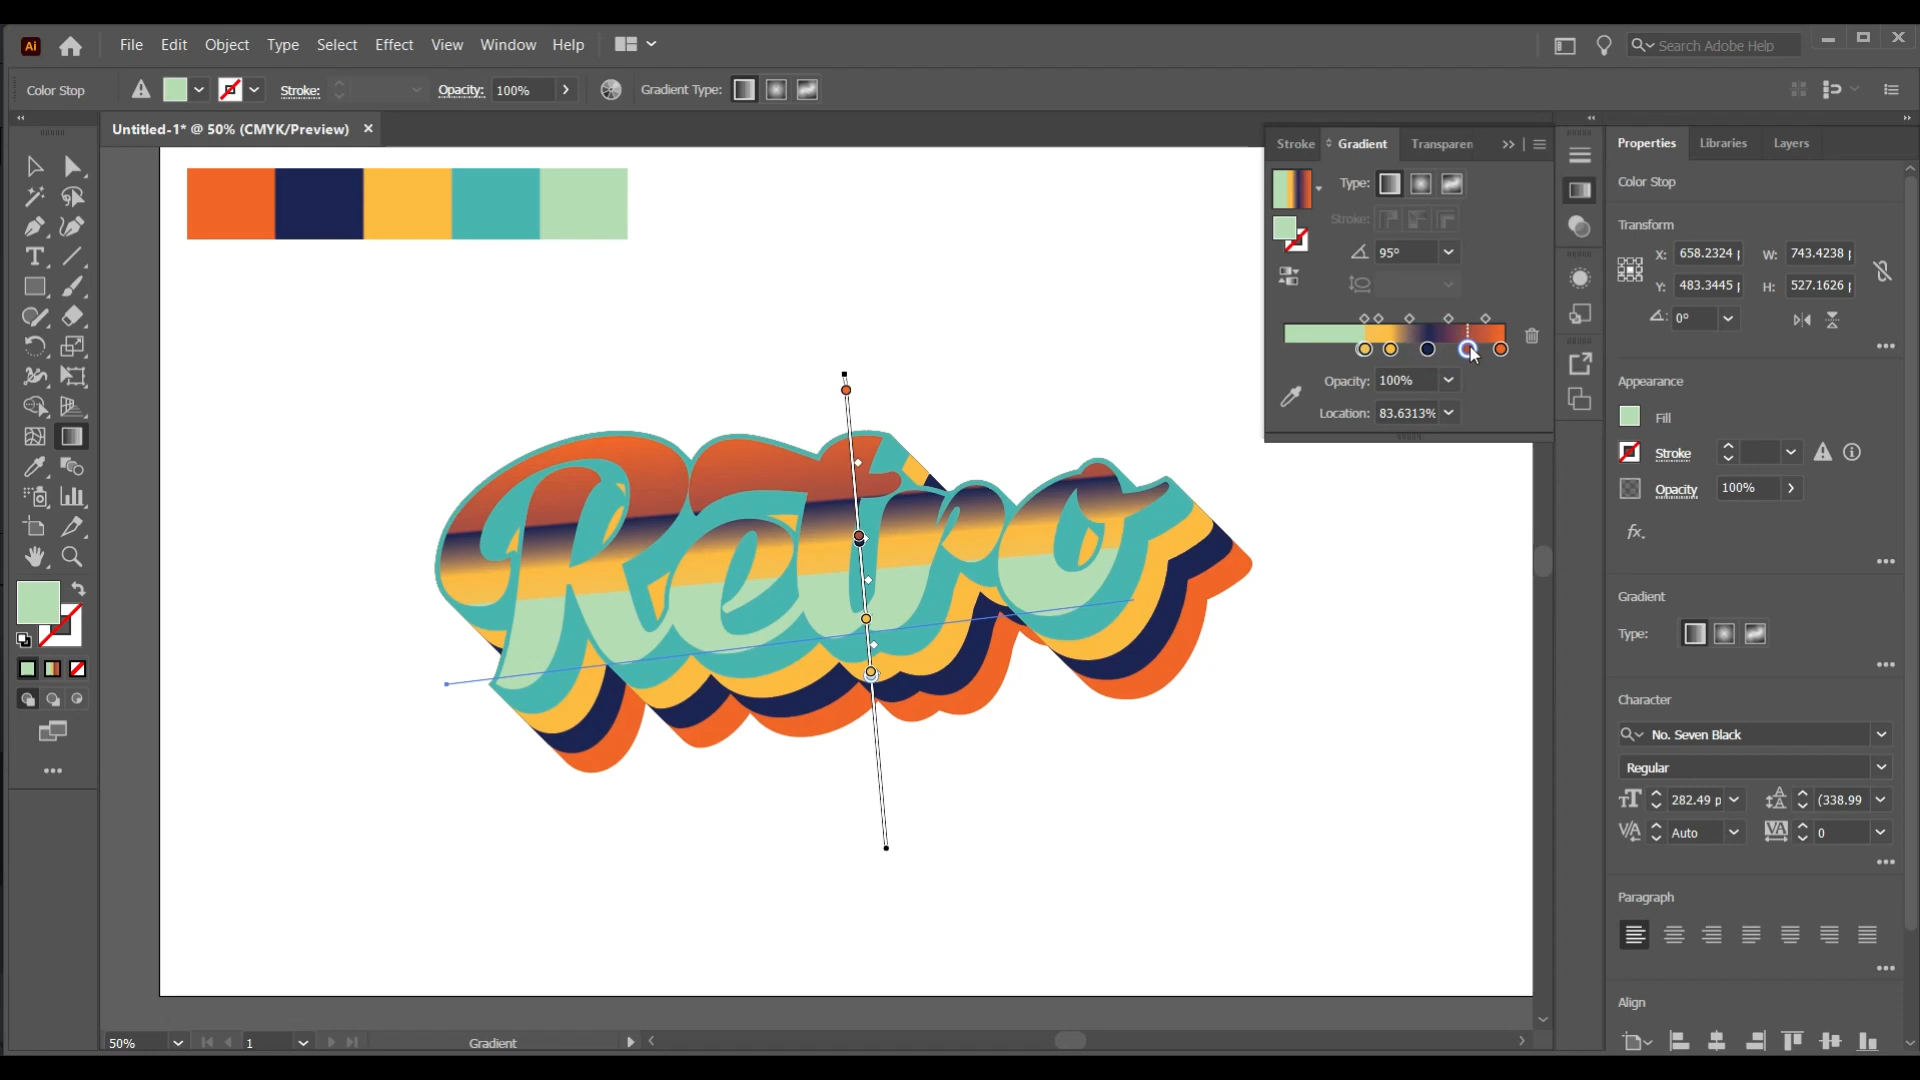 Ai File Edit Object Type Select Effect View Window Help Search Adobe Help
Color Stop Stroke: Opacity: 100% Gradient Type:
Untitled-1* @ 50% (CMYK/Preview)
Stroke Gradient Transparen
Type:
Stroke:
95°
Opacity: 100%
Location: 83.6313%
Properties Libraries Layers
Color Stop
Transform
X: 658.2324 W: 743.4238
Y: 483.3445 H: 527.1626
0°
Appearance
Fill
Stroke
Opacity 100%
fx.
Gradient
Type:
Character
No. Seven Black
Regular
282.49 p (338.99
Auto 0
Paragraph
Align
Retro
50% 1 Gradient